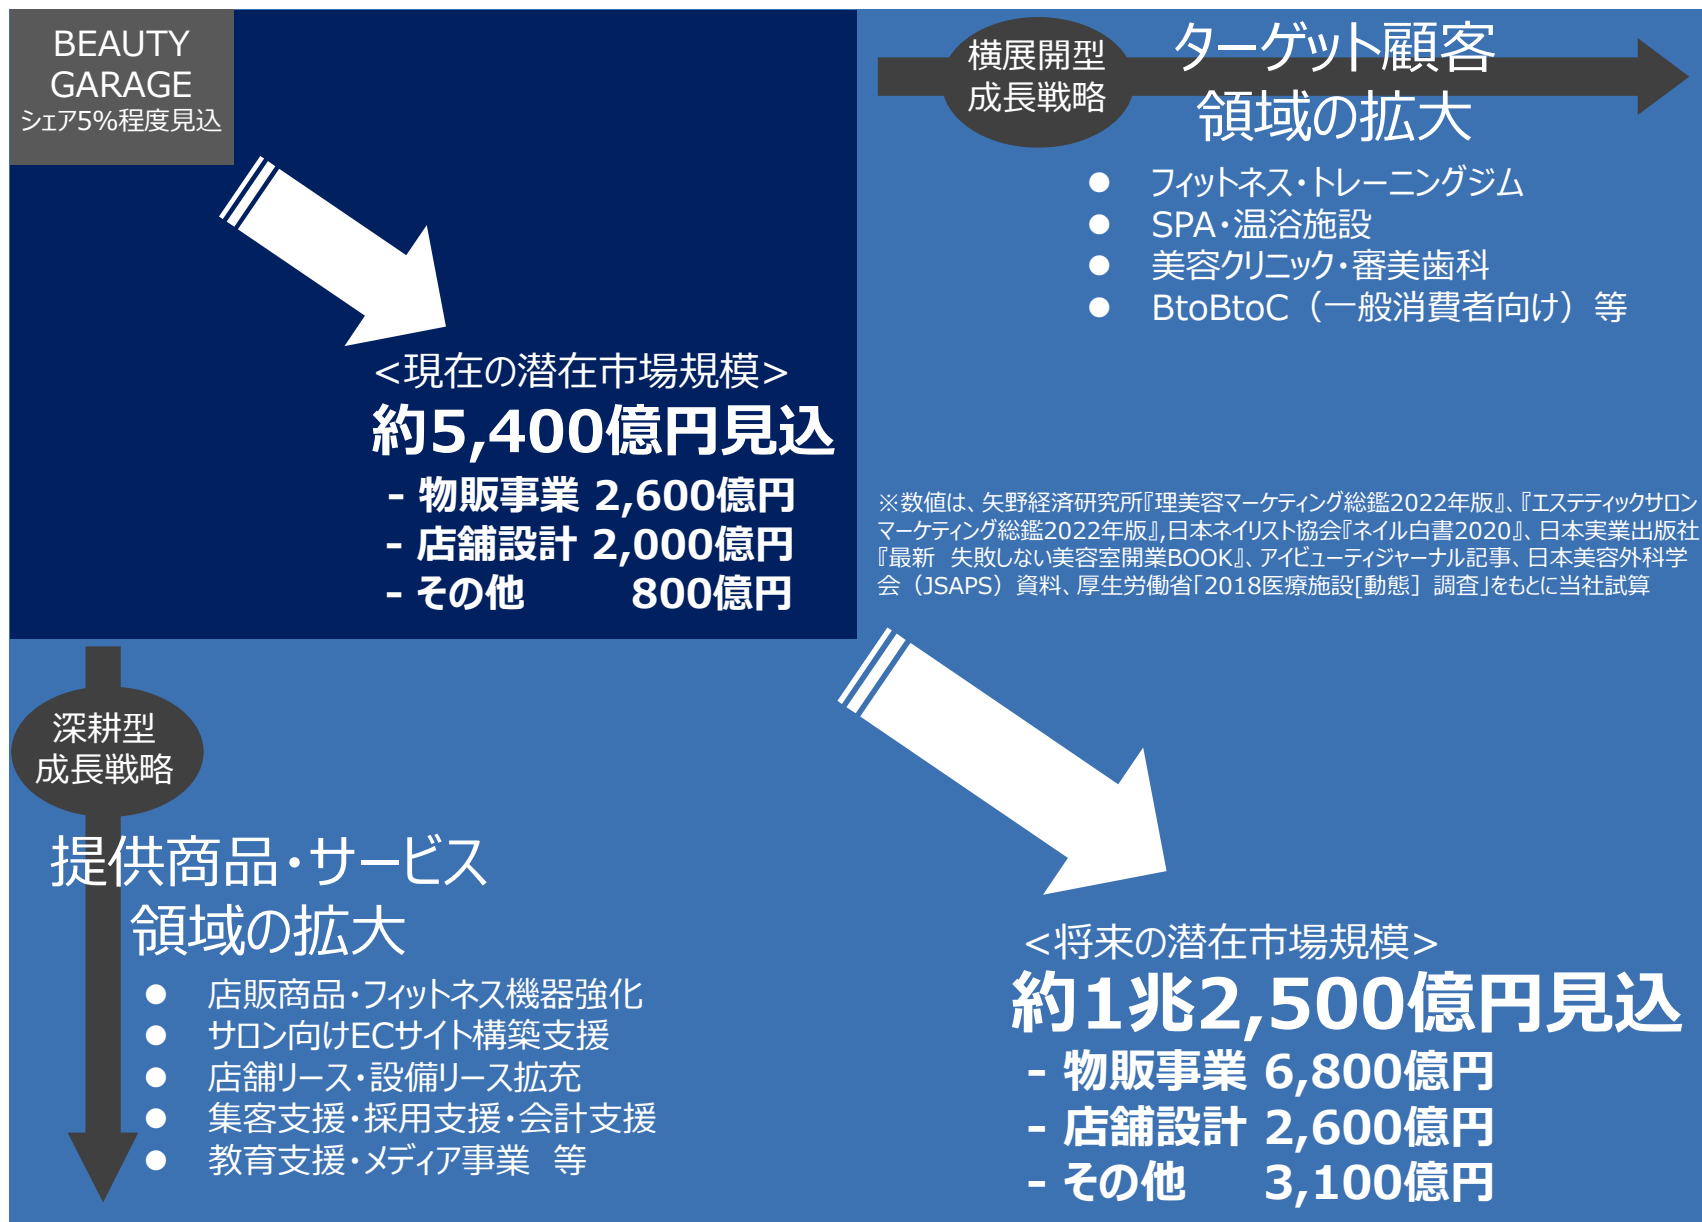 BEAUTY
GARAGE
シェア5%程度見込
<現在の潜在市場規模>
約5,400億円見込
- 物販事業 2,600億円
- 店舗設計 2,000億円
- その他 800億円
横展開型
成長戦略
ターゲット顧客
領域の拡大
● フィットネス・トレーニングジム
● SPA・温浴施設
● 美容クリニック・審美歯科
● BtoBtoC（一般消費者向け）等
※数値は、矢野経済研究所『理美容マーケティング総鑑2022年版』、『エステティックサロン
マーケティング総鑑2022年版』,日本ネイリスト協会『ネイル白書2020』、日本実業出版社
『最新　失敗しない美容室開業BOOK』、アイビューティジャーナル記事、日本美容外科学
会（JSAPS）資料、厚生労働省「2018医療施設[動態］調査」をもとに当社試算
深耕型
成長戦略
提供商品・サービス
領域の拡大
● 店販商品・フィットネス機器強化
● サロン向けECサイト構築支援
● 店舗リース・設備リース拡充
● 集客支援・採用支援・会計支援
● 教育支援・メディア事業　等
<将来の潜在市場規模>
約1兆2,500億円見込
- 物販事業 6,800億円
- 店舗設計 2,600億円
- その他 3,100億円